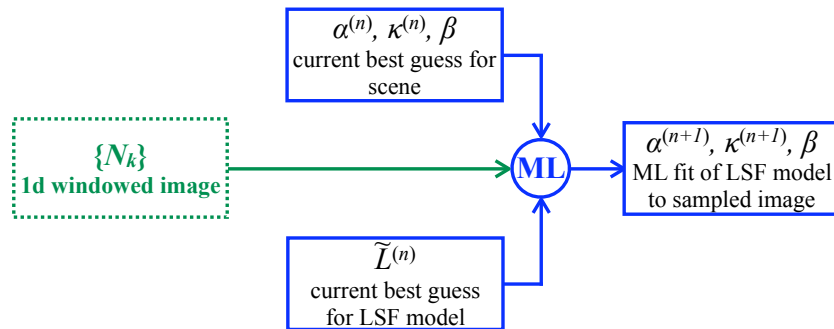 α⁽ⁿ⁾, κ⁽ⁿ⁾, β
current best guess for
scene
{Nₖ}
1d windowed image
ML
α⁽ⁿ⁺¹⁾, κ⁽ⁿ⁺¹⁾, β
ML fit of LSF model
to sampled image
L̃⁽ⁿ⁾
current best guess
for LSF model